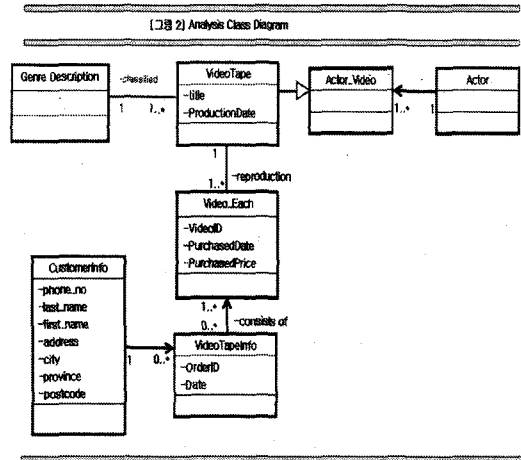 [그림 2] Analysis Class Diagram
Genre Description
-classified
1
1..*
VideoTape
-title
-ProductionDate
Actor_Video
1..*
1
Actor
1
1..*
-reproduction
Video_Each
-VideoID
-PurchasedDate
-PurchasedPrice
CustomerInfo
-phone_no
-last_name
-first_name
-address
-city
-province
-postcode
1..*
0..*
-consists of
1
0..*
VideoTapeInfo
-OrderID
-Date